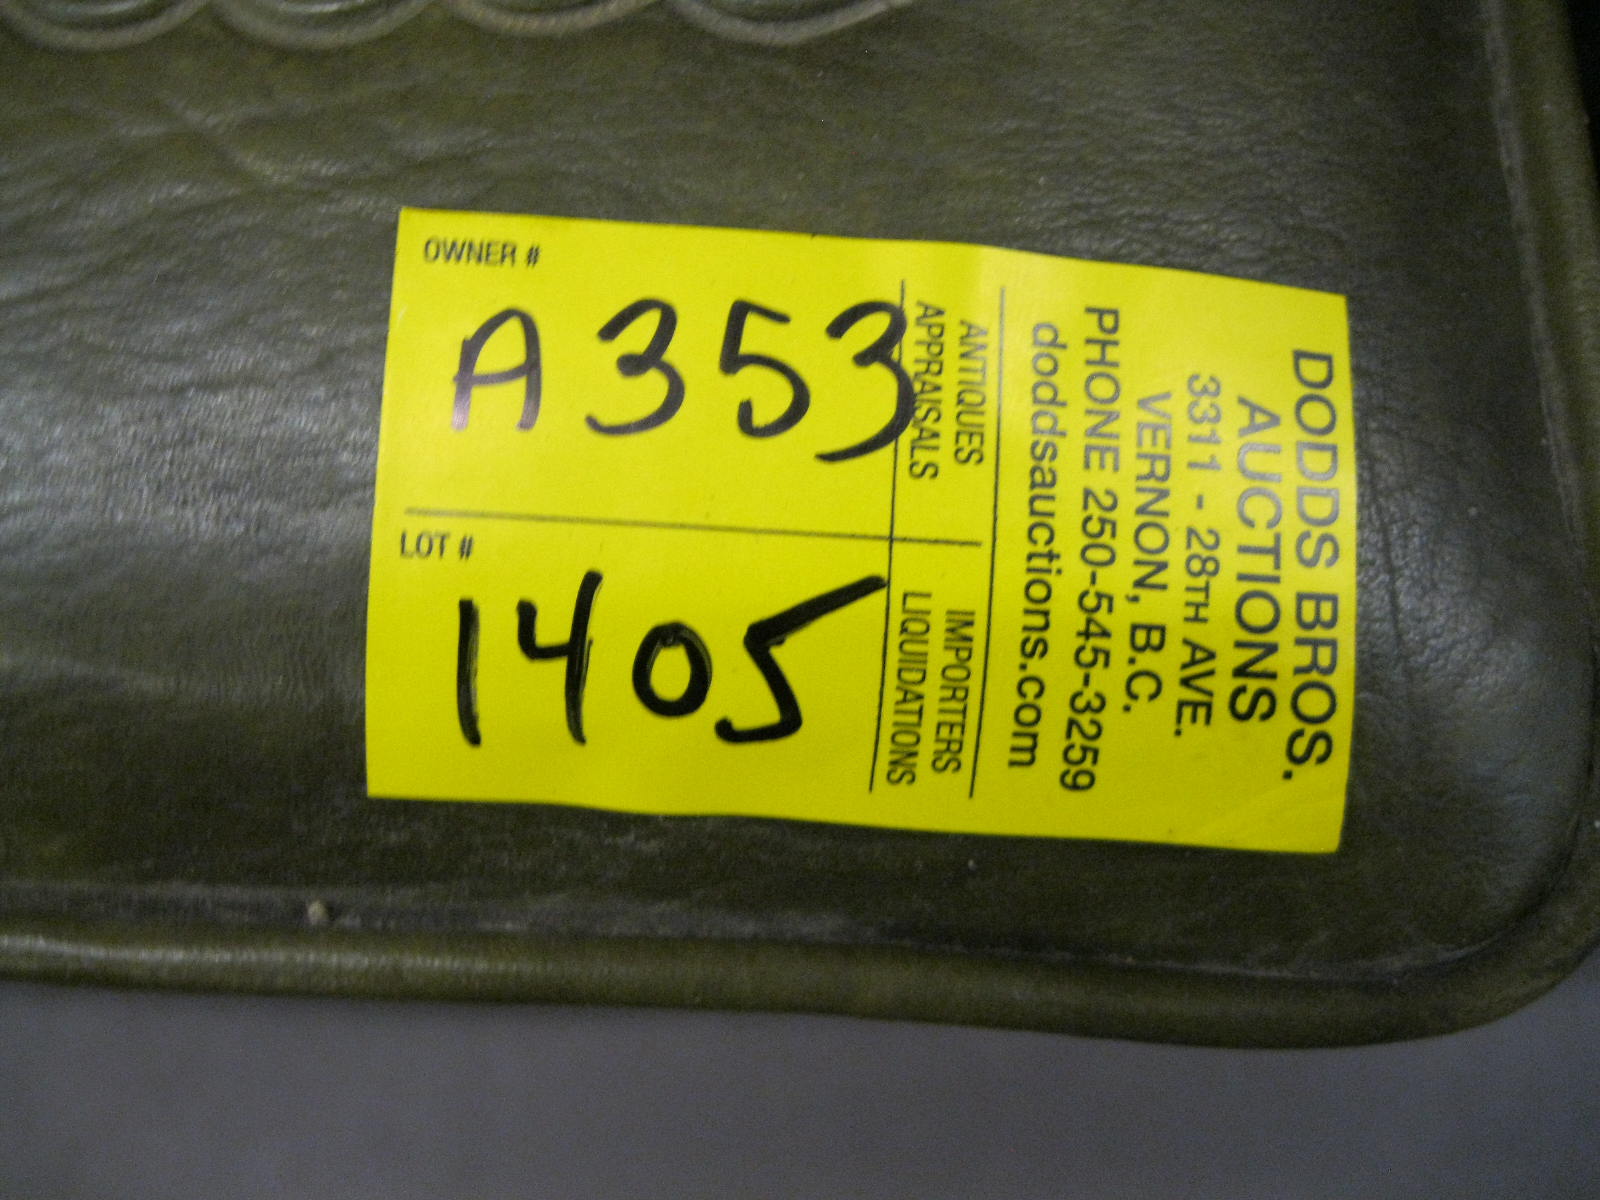 DODDS BROS.
AUCTIONS
3311 - 28TH AVE.
VERNON, B.C.
PHONE 250-545-3259
doddsauctions.com
ANTIQUES IMPORTERS
APPRAISALS LIQUIDATIONS
OWNER #
A353
LOT #
1405